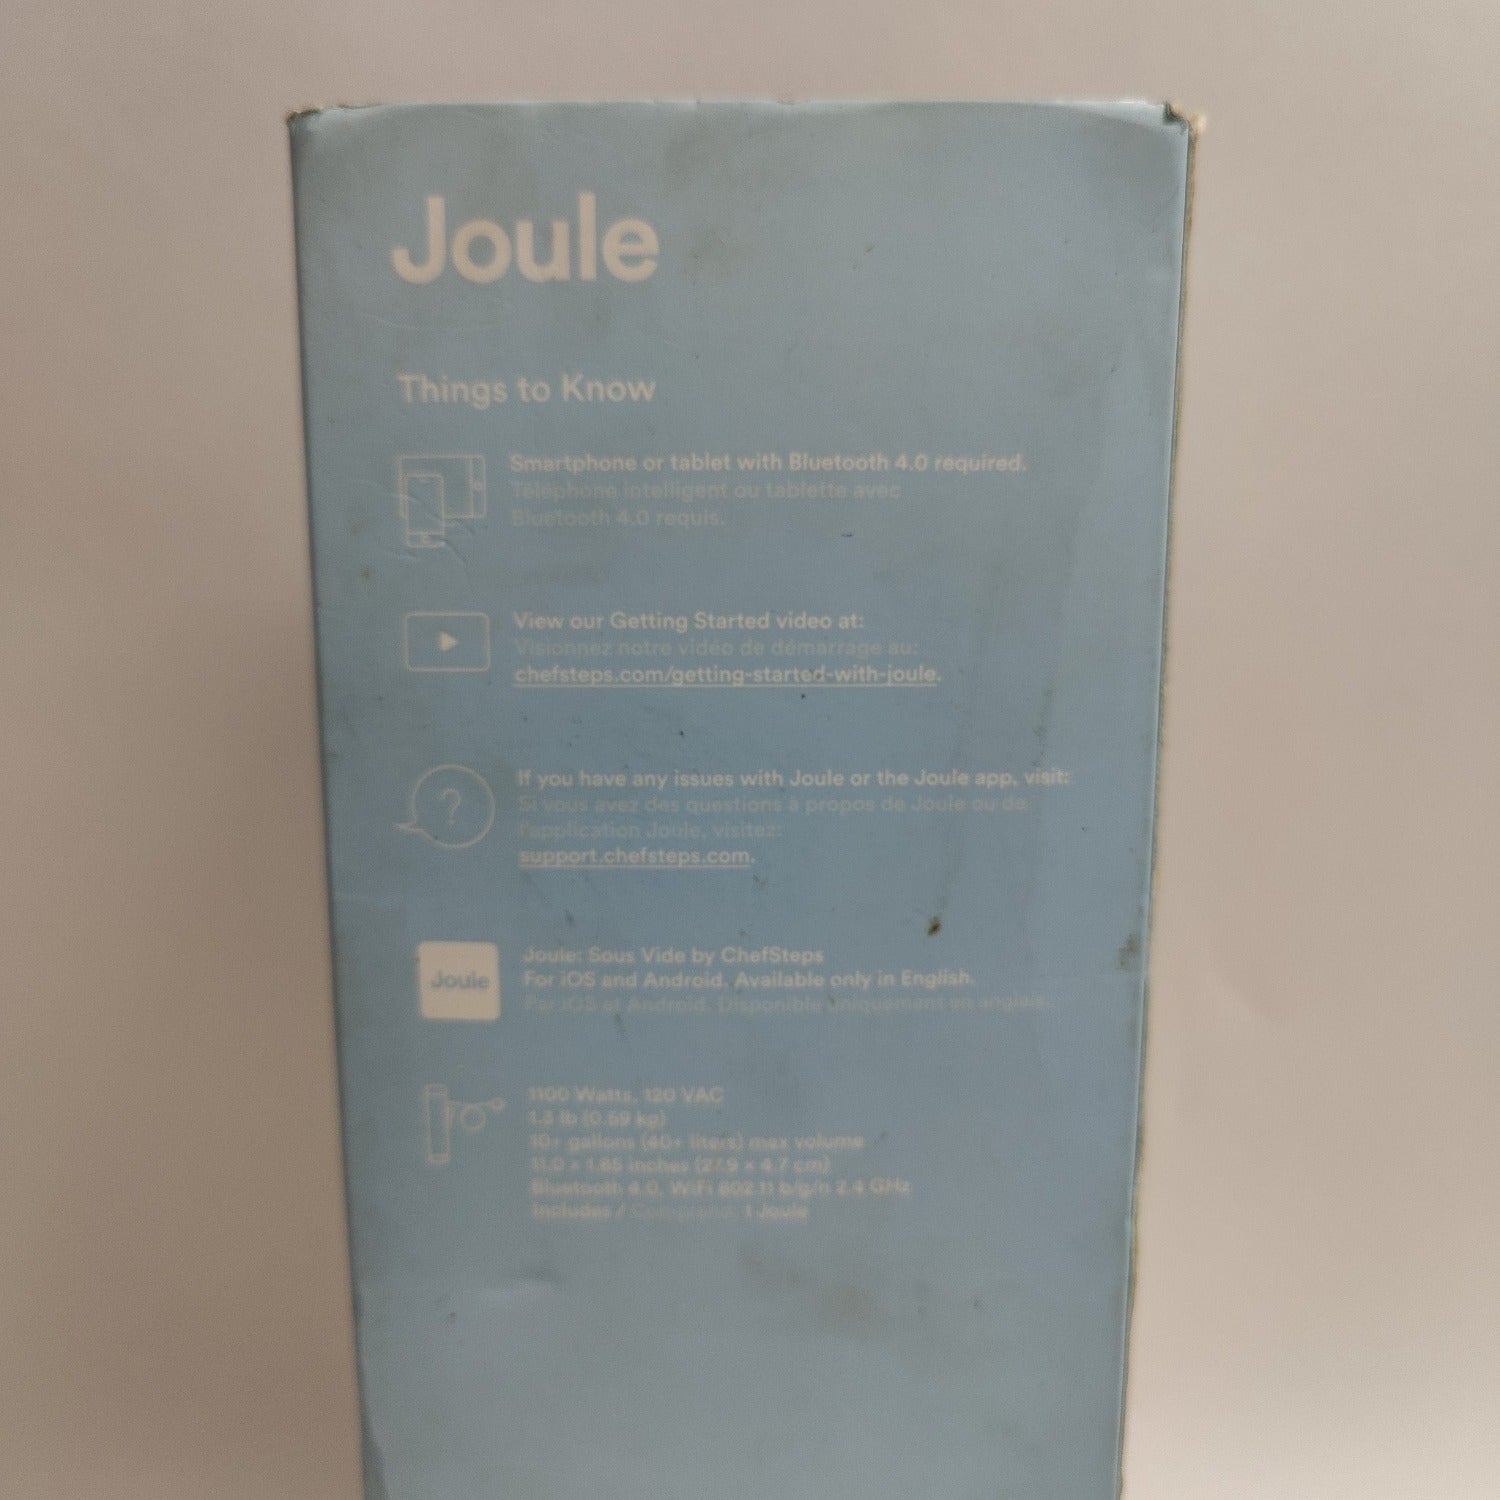 Joule
Things to Know
Smartphone or tablet with Bluetooth 4.0 required.
Téléphone intelligent ou tablette avec
Bluetooth 4.0 requis.
View our Getting Started video at:
Visionnez notre vidéo de démarrage au:
chefsteps.com/getting-started-with-joule.
If you have any issues with Joule or the Joule app, visit:
Si vous avez des questions à propos de Joule ou de
l'application Joule, visitez:
support.chefsteps.com.
Joule
Joule: Sous Vide by ChefSteps
For iOS and Android. Available only in English.
Par iOS et Android. Disponible uniquement en anglais.
1100 Watts, 120 VAC
1.3 lb (0.59 kg)
10+ gallons (40+ liters) max volume
11.0 × 1.85 inches (27.9 × 4.7 cm)
Bluetooth 4.0, WiFi 802.11 b/g/n 2.4 GHz
Includes / Comprend: 1 Joule